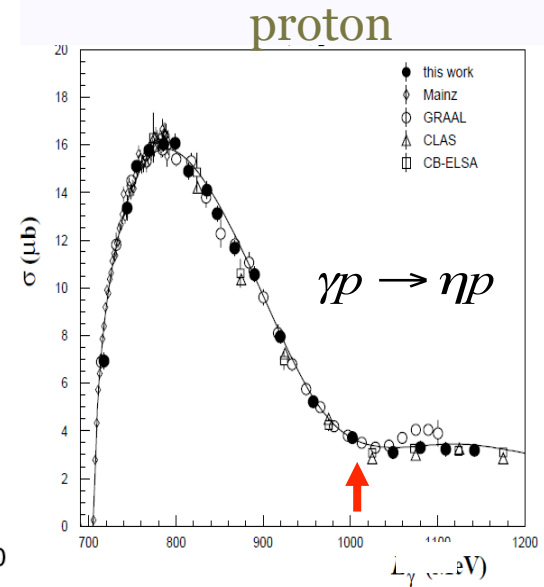 proton
20
18
16
14
12
10
8
6
4
2
0
σ (μb)
this work
Mainz
GRAAL
CLAS
CB-ELSA
γp → ηp
700
800
900
1000
1200
0